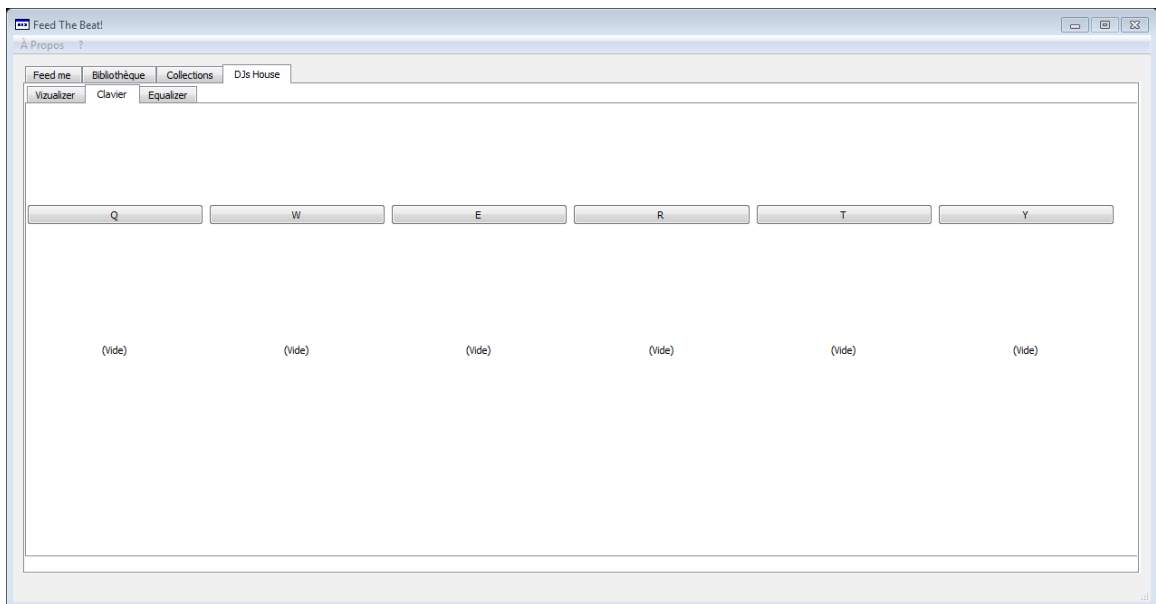 Feed The Beat!
À Propos ?
Feed me Bibliothèque Collections DJs House
Vizualizer Clavier Equalizer
Q W E R T Y
(Vide) (Vide) (Vide) (Vide) (Vide) (Vide)